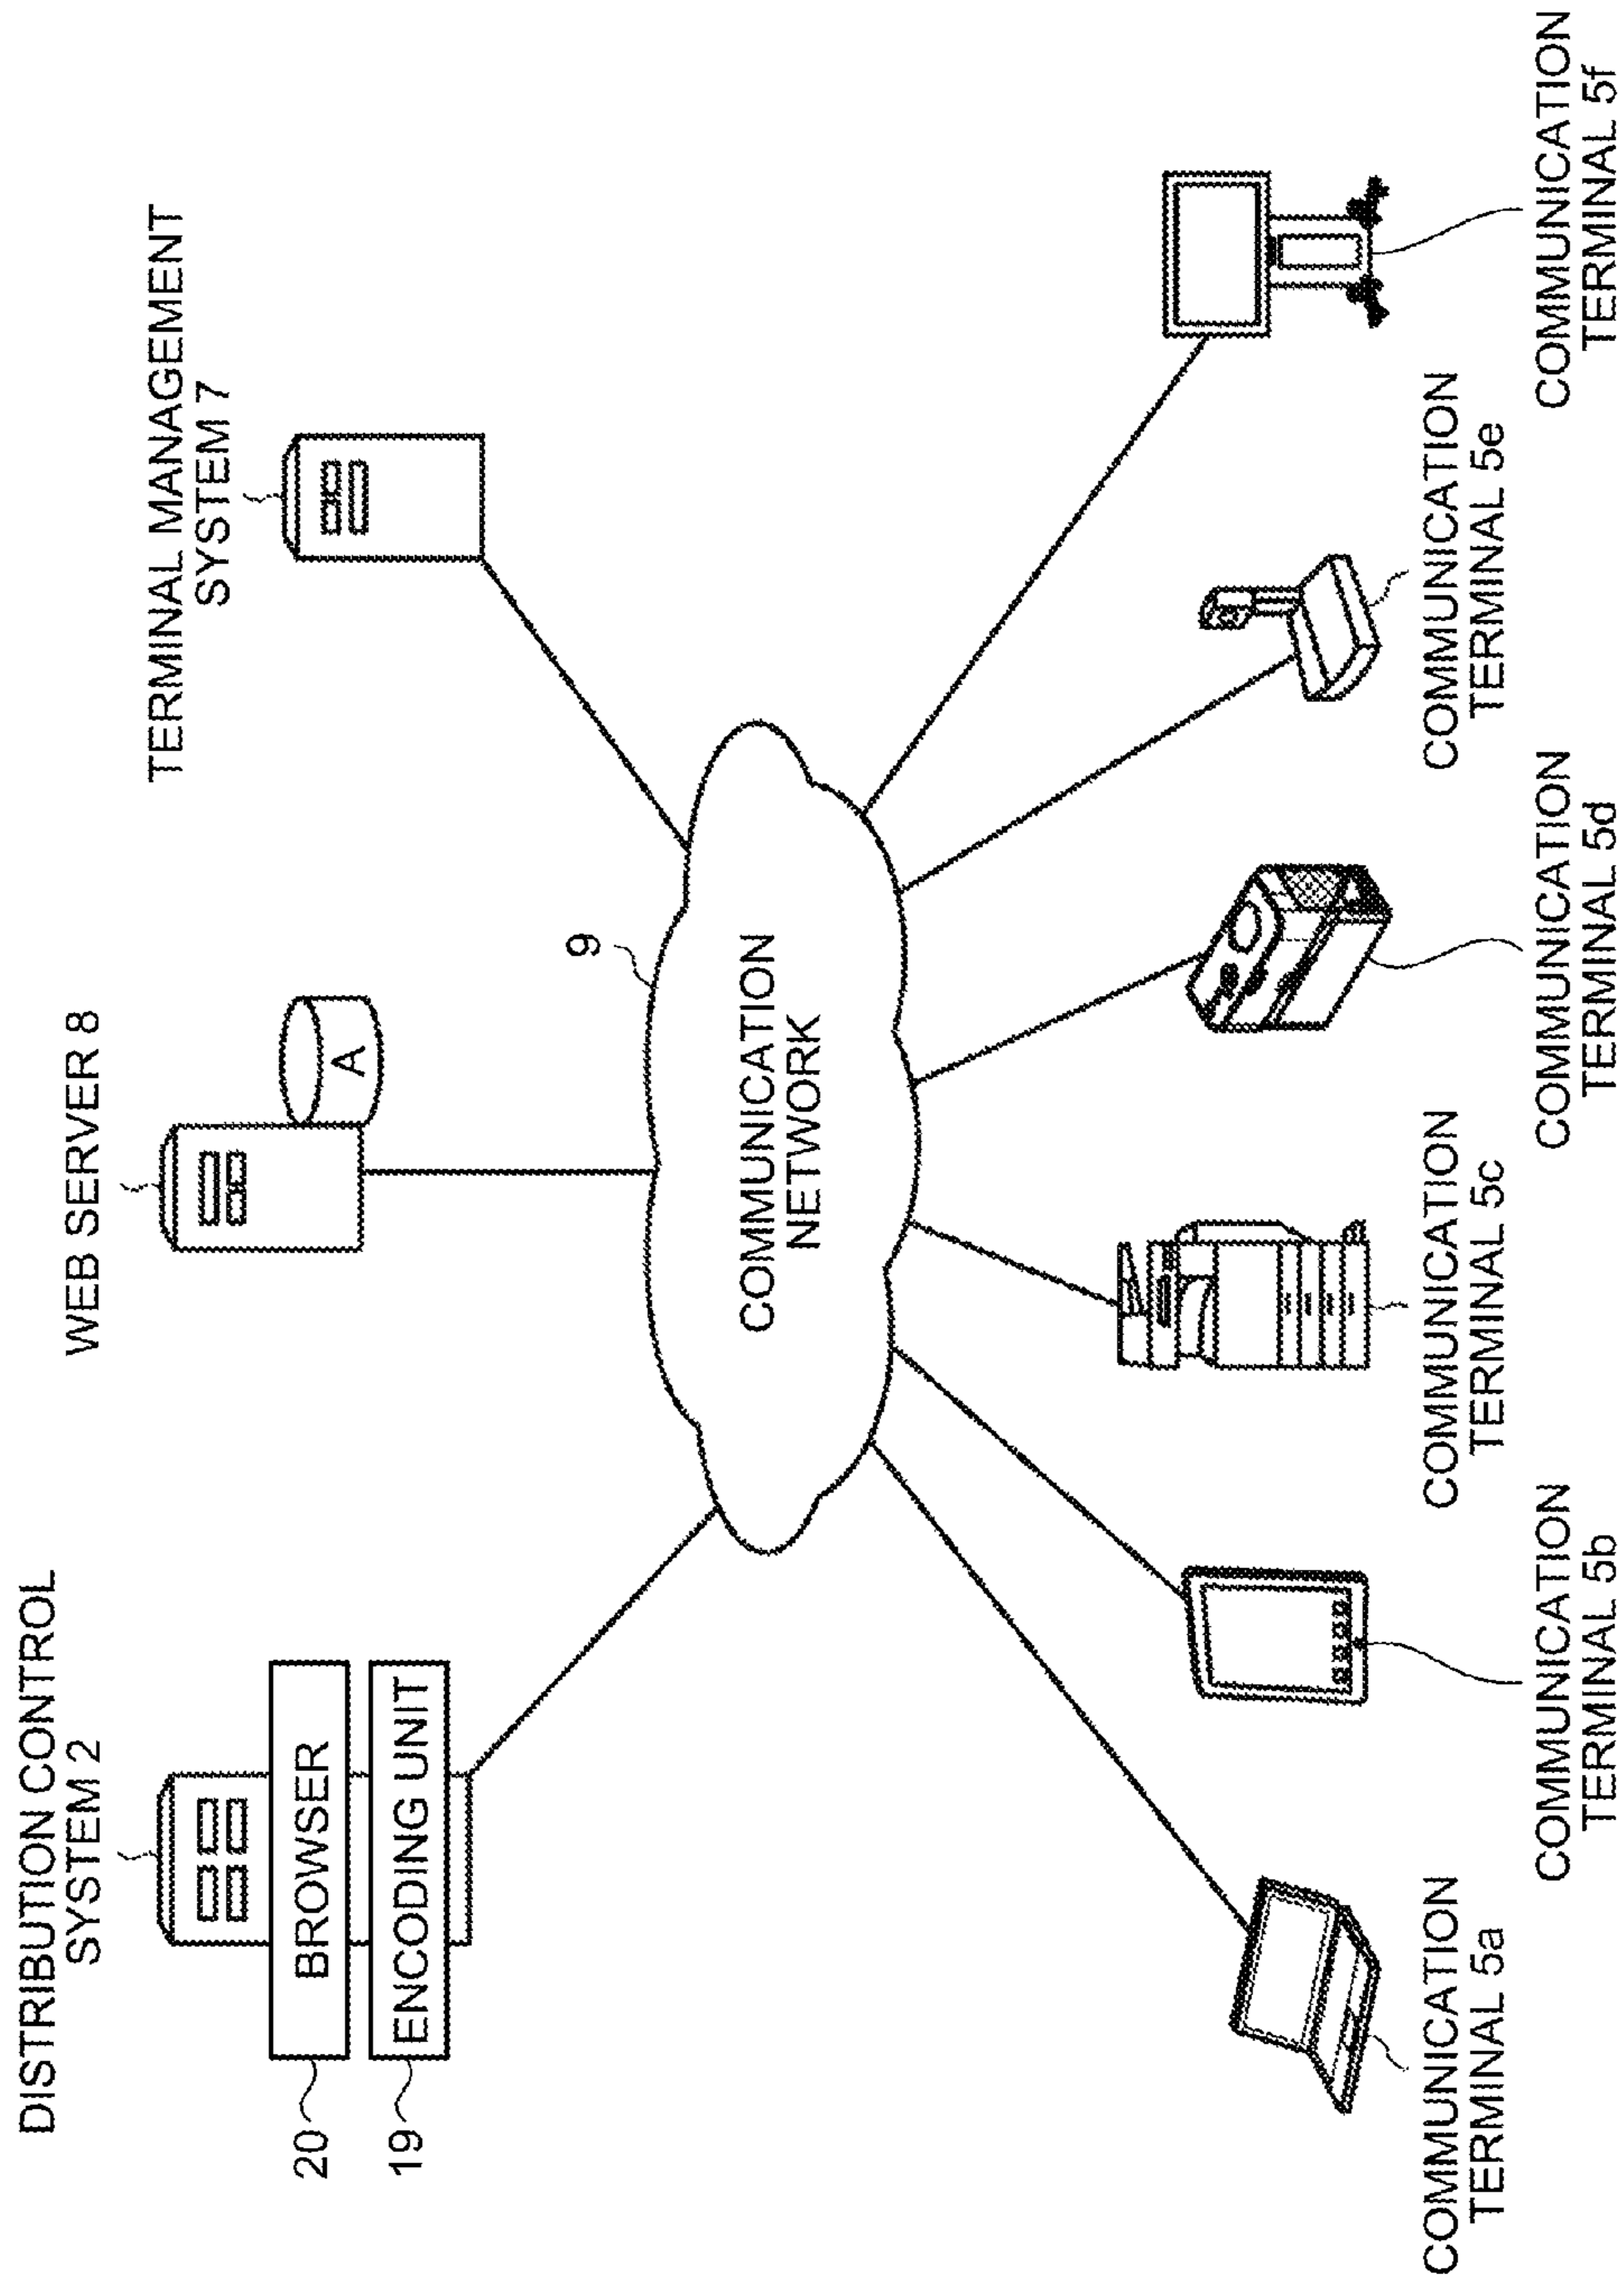 DISTRIBUTION CONTROL
SYSTEM 2
WEB SERVER 8
TERMINAL MANAGEMENT
SYSTEM 7
A
20
BROWSER
19
ENCODING UNIT
9
COMMUNICATION
NETWORK
COMMUNICATION
TERMINAL 5a
COMMUNICATION
TERMINAL 5b
COMMUNICATION
TERMINAL 5c
COMMUNICATION
TERMINAL 5d
COMMUNICATION
TERMINAL 5e
COMMUNICATION
TERMINAL 5f